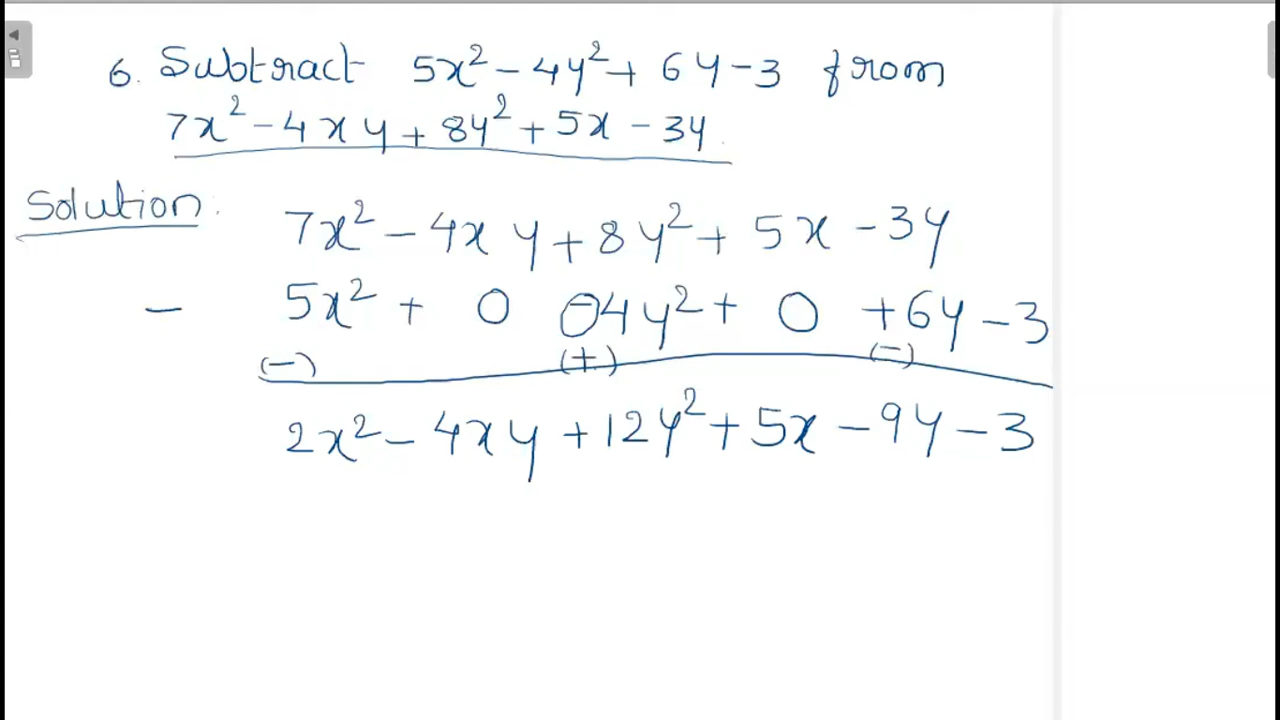 6. Subtract 5x² - 4y² + 6y - 3 from
7x² - 4xy + 8y² + 5x - 3y.
Solution:
7x² - 4xy + 8y² + 5x - 3y
- 5x² + 0 - 4y² + 0 + 6y - 3
(-) (+) (-)
2x² - 4xy + 12y² + 5x - 9y - 3